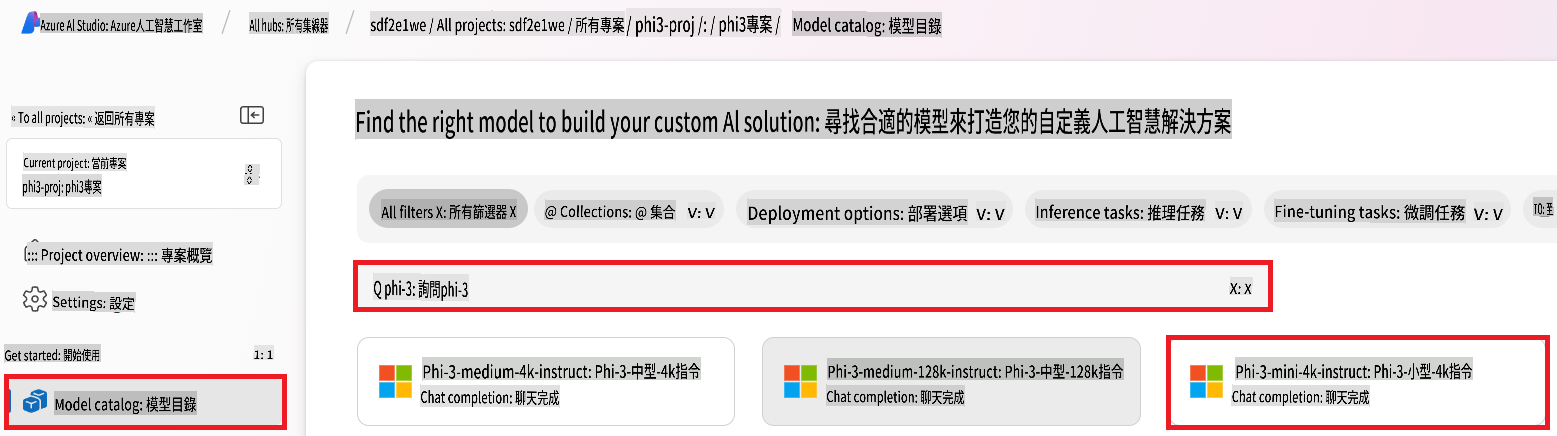 Azure AI Studio: Azure人工智慧工作室 / All hubs: 所有集線器 / sdf2e1we / All projects: sdf2e1we / 所有專案 / phi3-proj /: / phi3專案 / Model catalog: 模型目錄
« To all projects: « 返回所有專案
Current project: 當前專案
phi3-proj: phi3專案
::: Project overview: ::: 專案概覽
Settings: 設定
Get started: 開始使用 1: 1
Model catalog: 模型目錄
Find the right model to build your custom AI solution: 尋找合適的模型來打造您的自定義人工智慧解決方案
All filters X: 所有篩選器 X
@ Collections: @ 集合 V: V
Deployment options: 部署選項 V: V
Inference tasks: 推理任務 V: V
Fine-tuning tasks: 微調任務 V: V
TO: 至
Q phi-3: 詢問phi-3 X: X
Phi-3-medium-4k-instruct: Phi-3-中型-4k指令
Chat completion: 聊天完成
Phi-3-medium-128k-instruct: Phi-3-中型-128k指令
Chat completion: 聊天完成
Phi-3-mini-4k-instruct: Phi-3-小型-4k指令
Chat completion: 聊天完成